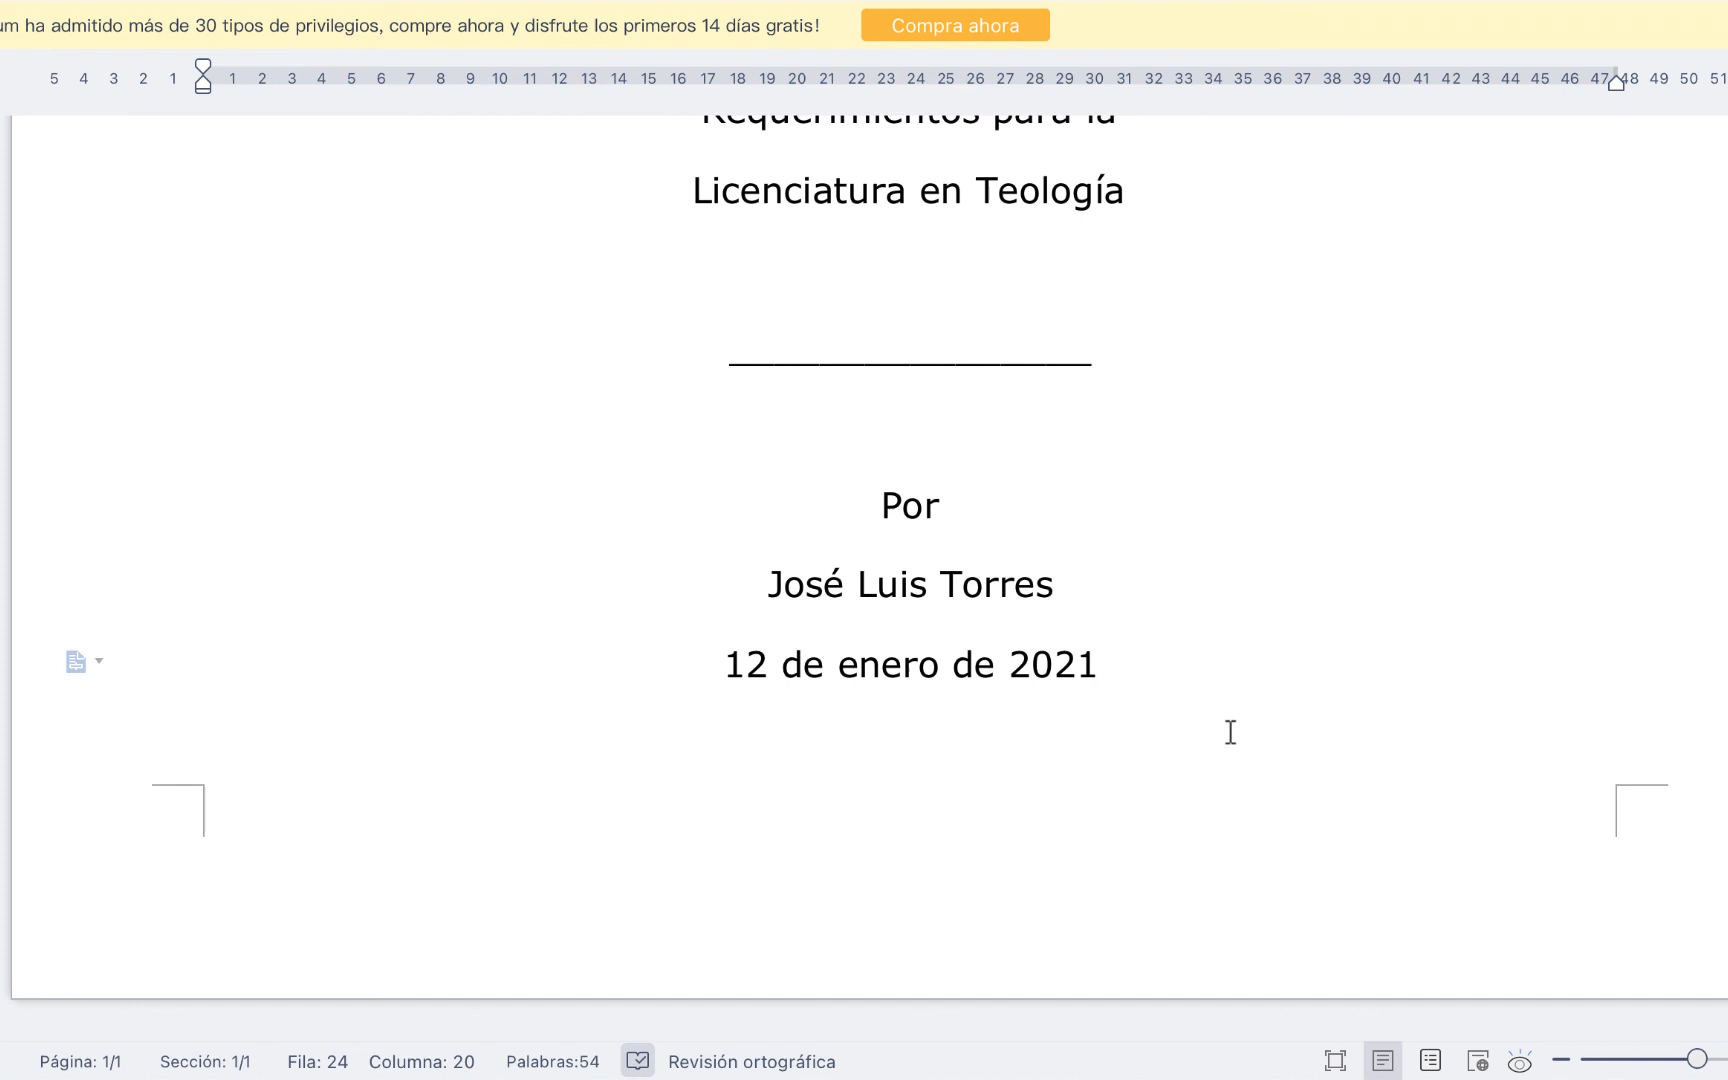 um ha admitido más de 30 tipos de privilegios, compre ahora y disfrute los primeros 14 días gratis! Compra ahora
5 4 3 2 1 1 2 3 4 5 6 7 8 9 10 11 12 13 14 15 16 17 18 19 20 21 22 23 24 25 26 27 28 29 30 31 32 33 34 35 36 37 38 39 40 41 42 43 44 45 46 47 48 49 50 51
Requerimientos para la
Licenciatura en Teología
Por
José Luis Torres
12 de enero de 2021
Página: 1/1 Sección: 1/1 Fila: 24 Columna: 20 Palabras:54 Revisión ortográfica